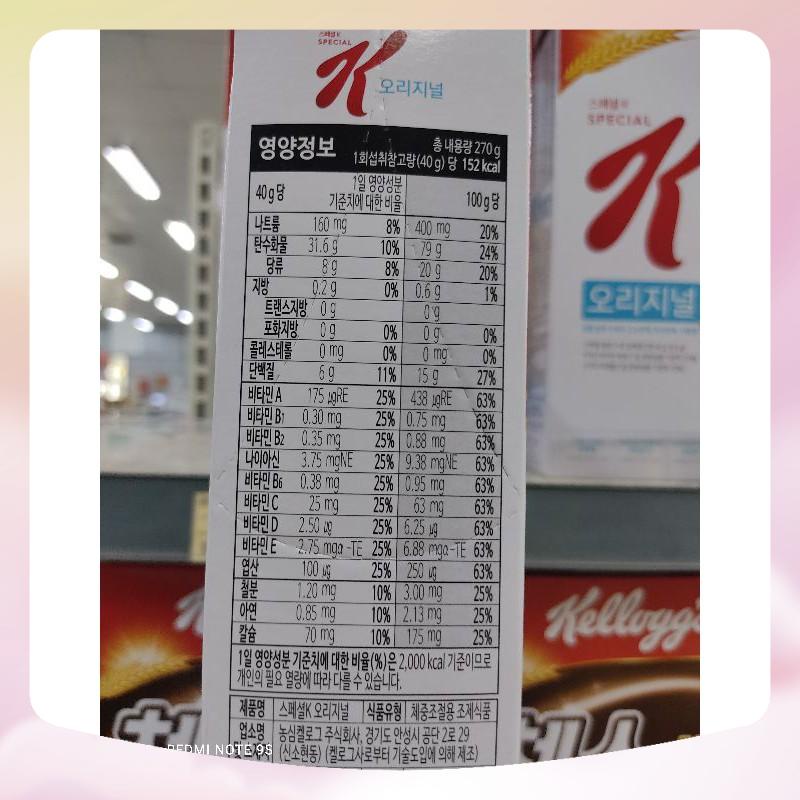 스페셜 K
SPECIAL
K 오리지널
영양정보 총 내용량 270 g
1회섭취참고량(40 g) 당 152 kcal
40 g당 1일 영양성분 기준치에 대한 비율 100 g당
나트륨 160 mg 8% 400 mg 20%
탄수화물 31.6 g 10% 79 g 24%
당류 8 g 8% 20 g 20%
지방 0.2 g 0% 0.6 g 1%
트랜스지방 0 g 0 g
포화지방 0 g 0% 0 g 0%
콜레스테롤 0 mg 0% 0 mg 0%
단백질 6 g 11% 15 g 27%
비타민 A 175 μgRE 25% 438 μgRE 63%
비타민 B1 0.30 mg 25% 0.75 mg 63%
비타민 B2 0.35 mg 25% 0.88 mg 63%
나이아신 3.75 mgNE 25% 9.38 mgNE 63%
비타민 B6 0.38 mg 25% 0.95 mg 63%
비타민 C 25 mg 25% 63 mg 63%
비타민 D 2.50 μg 25% 6.25 μg 63%
비타민 E 2.75 mgα-TE 25% 6.88 mgα-TE 63%
엽산 100 μg 25% 250 μg 63%
철분 1.20 mg 10% 3.00 mg 25%
아연 0.85 mg 10% 2.13 mg 25%
칼슘 70 mg 10% 175 mg 25%
1일 영양성분 기준치에 대한 비율(%)은 2,000 kcal 기준이므로
개인의 필요 열량에 따라 다를 수 있습니다.
제품명 스페셜K 오리지널 식품유형 체중조절용 조제식품
업소명 농심켈로그 주식회사, 경기도 안성시 공단 2로 29
(신소현동) (켈로그사로부터 기술도입에 의해 제조)
스페셜 K
SPECIAL
K
오리지널
Kellogg's
REDMI NOTE 9S